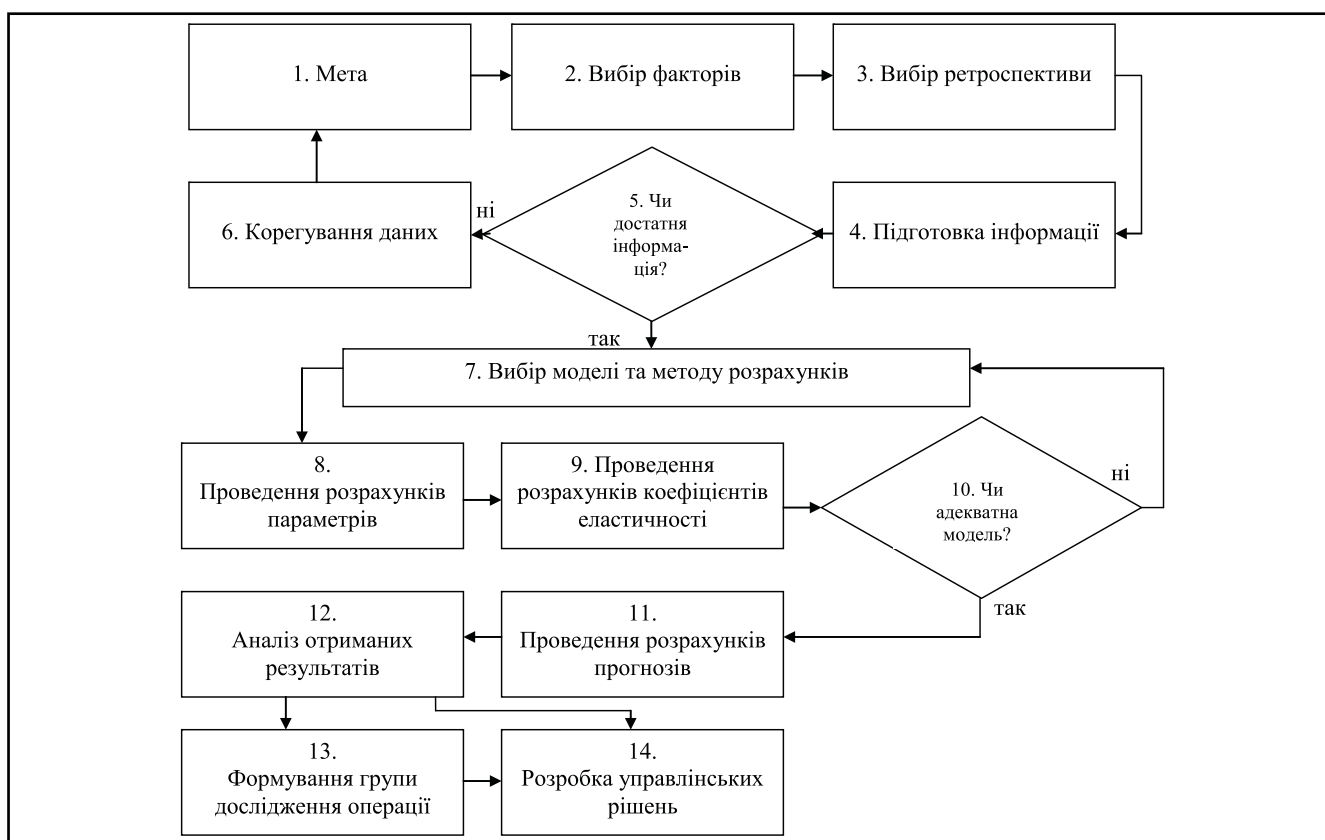 1. Мета
2. Вибір факторів
3. Вибір ретроспективи
6. Корегування даних
ні
5. Чи
достатня
інформа-
ція?
4. Підготовка інформації
так
7. Вибір моделі та методу розрахунків
8.
Проведення розрахунків
параметрів
9. Проведення
розрахунків коефіцієнтів
еластичності
10. Чи
адекватна
модель?
ні
так
12.
Аналіз отриманих
результатів
11.
Проведення розрахунків
прогнозів
13.
Формування групи
дослідження операції
14.
Розробка управлінських
рішень